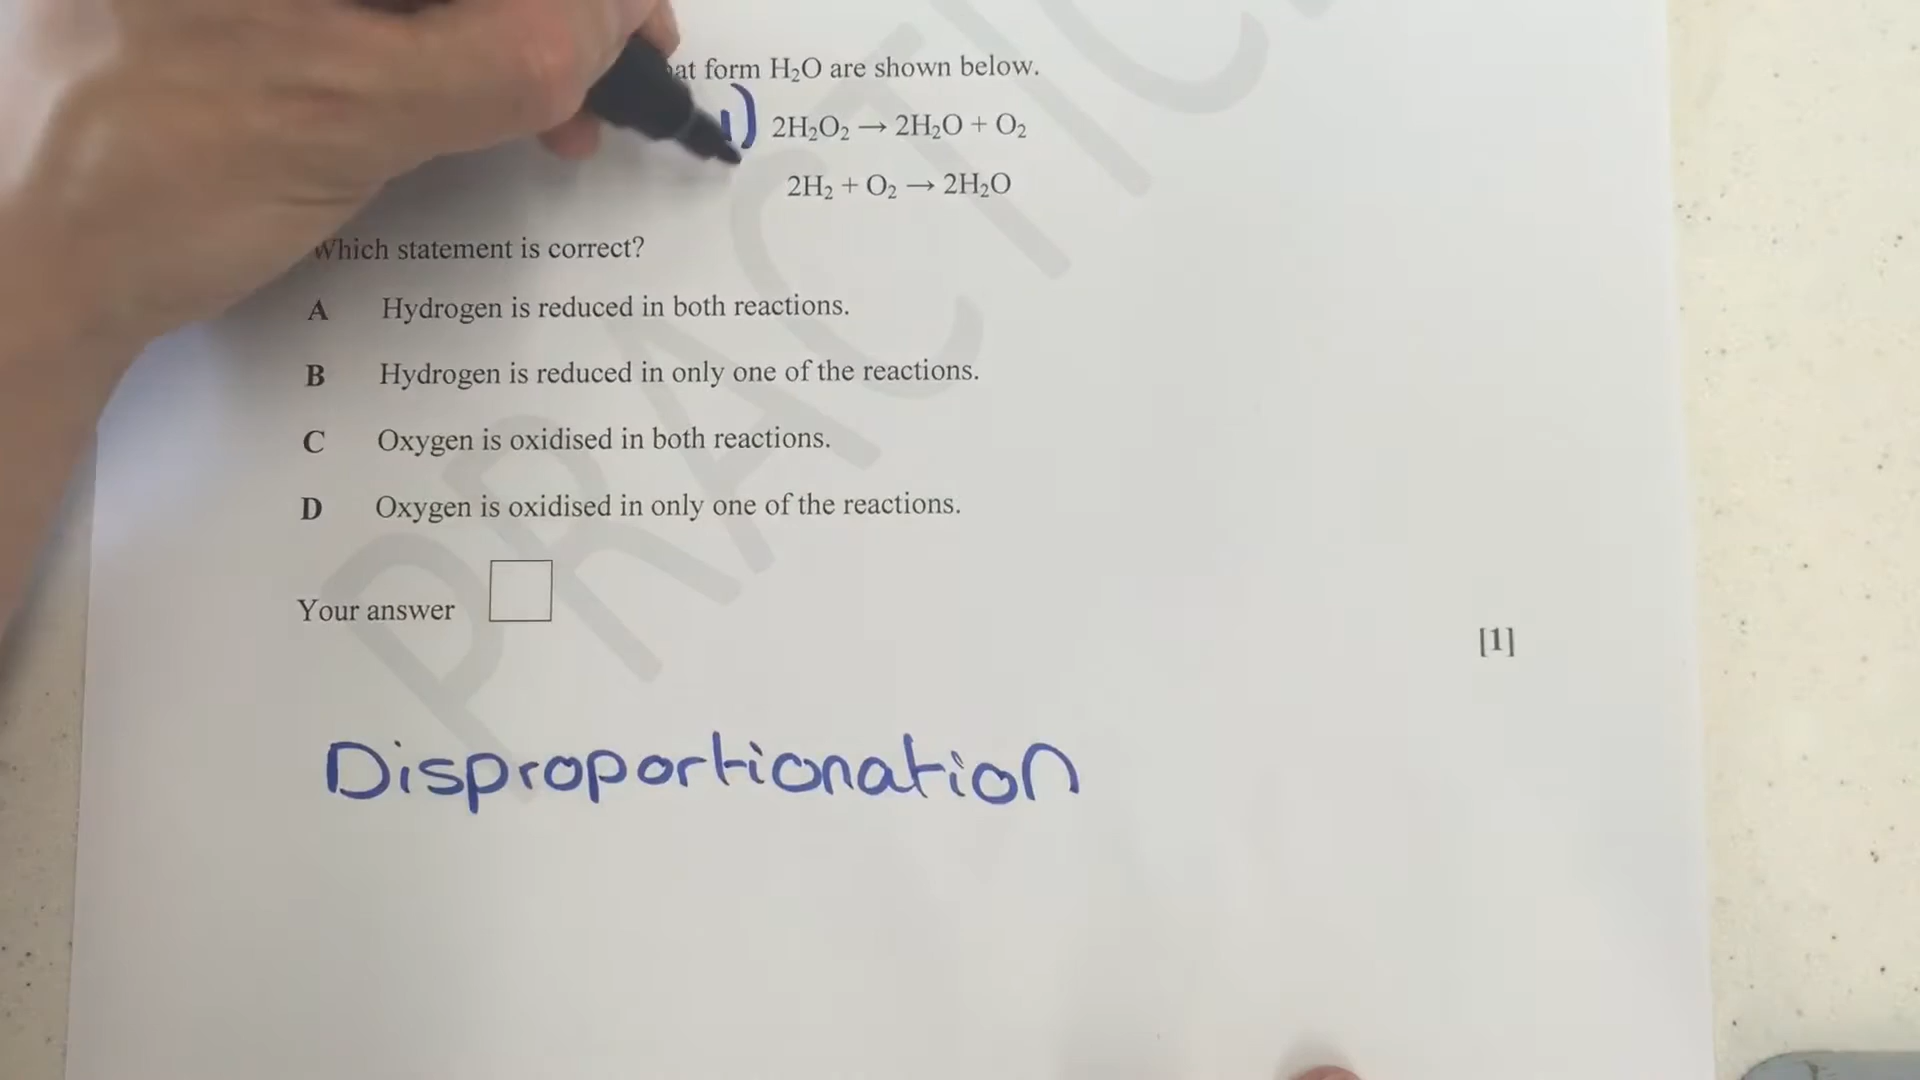 at form H₂O are shown below.
1) 2H₂O₂ → 2H₂O + O₂
2H₂ + O₂ → 2H₂O
Which statement is correct?
A Hydrogen is reduced in both reactions.
B Hydrogen is reduced in only one of the reactions.
C Oxygen is oxidised in both reactions.
D Oxygen is oxidised in only one of the reactions.
Your answer
[1]
Disproportionation
PRACTIC